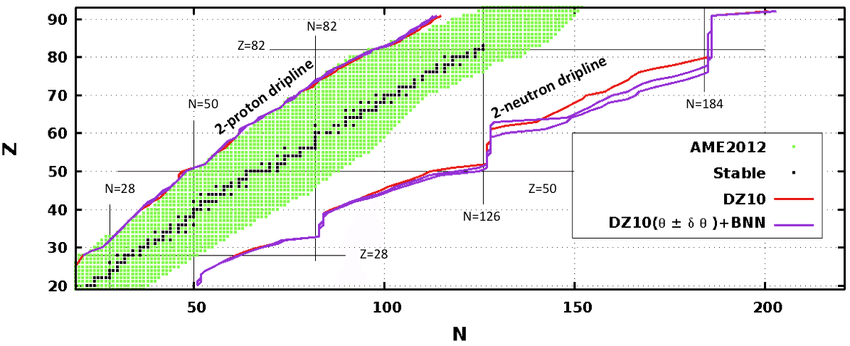 N=82
90
Z=82
80
2-proton dripline
2-neutron dripline
70
N=50
N=184
Z
60
AME2012
Stable
50
N=28
Z=50
DZ10
40
N=126
DZ10(θ ± δ θ )+BNN
30
Z=28
20
50
100
150
200
N